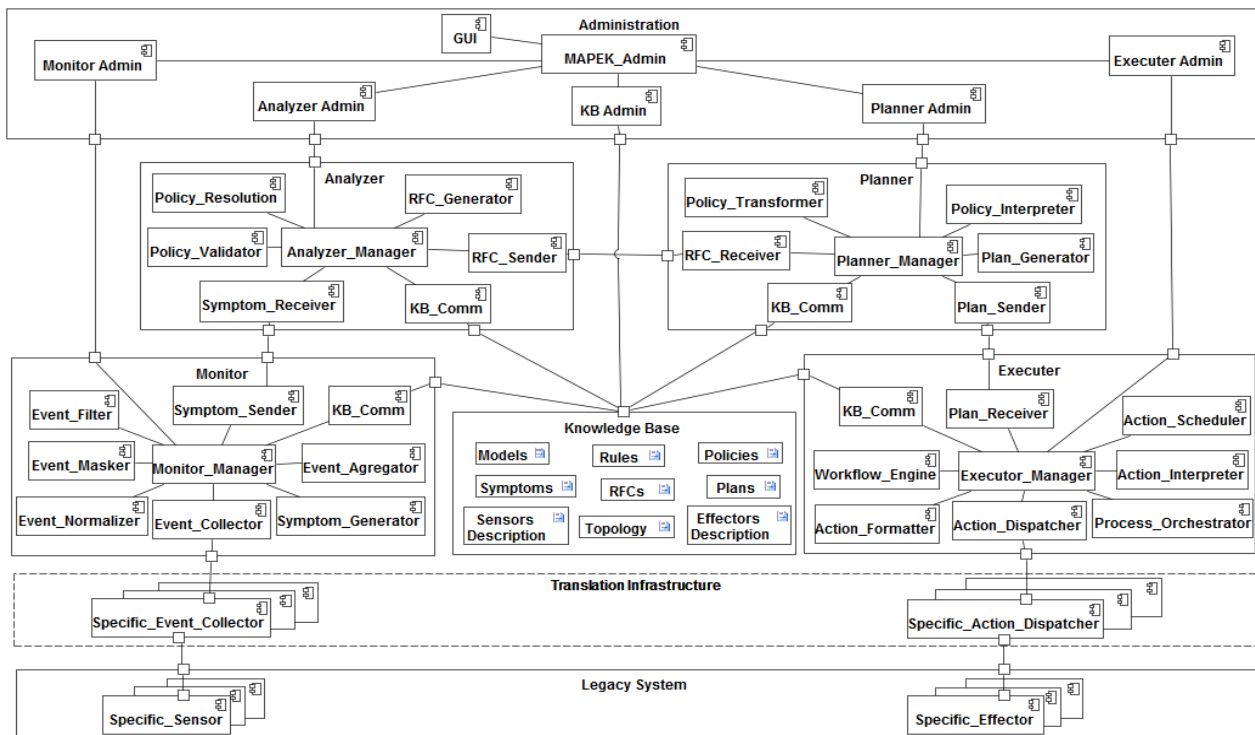 Administration
GUI
Monitor Admin
MAPEK_Admin
Executer Admin
Analyzer Admin
KB Admin
Planner Admin
Analyzer
Policy_Resolution
RFC_Generator
Policy_Validator
Analyzer_Manager
RFC_Sender
Symptom_Receiver
KB_Comm
Planner
Policy_Transformer
Policy_Interpreter
RFC_Receiver
Planner_Manager
Plan_Generator
KB_Comm
Plan_Sender
Monitor
Event_Filter
Symptom_Sender
KB_Comm
Event_Masker
Monitor_Manager
Event_Agregator
Event_Normalizer
Event_Collector
Symptom_Generator
Knowledge Base
Models
Rules
Policies
Symptoms
RFCs
Plans
Sensors
Description
Topology
Effectors
Description
Executer
KB_Comm
Plan_Receiver
Action_Scheduler
Workflow_Engine
Executor_Manager
Action_Interpreter
Action_Formatter
Action_Dispatcher
Process_Orchestrator
Translation Infrastructure
Specific_Event_Collector
Specific_Action_Dispatcher
Legacy System
Specific_Sensor
Specific_Effector